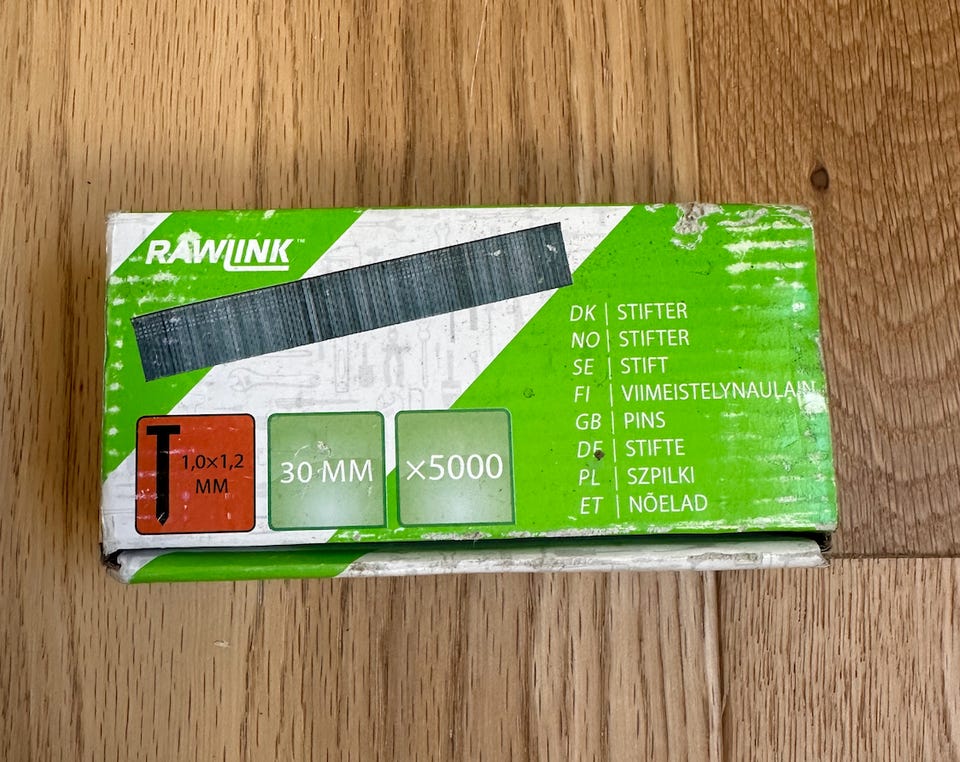 RAWLINK™
DK | STIFTER
NO | STIFTER
SE | STIFT
FI | VIIMEISTELYNAULAIN
GB | PINS
DE | STIFTE
PL | SZPILKI
ET | NÕELAD
1,0×1,2
MM
30 MM
×5000